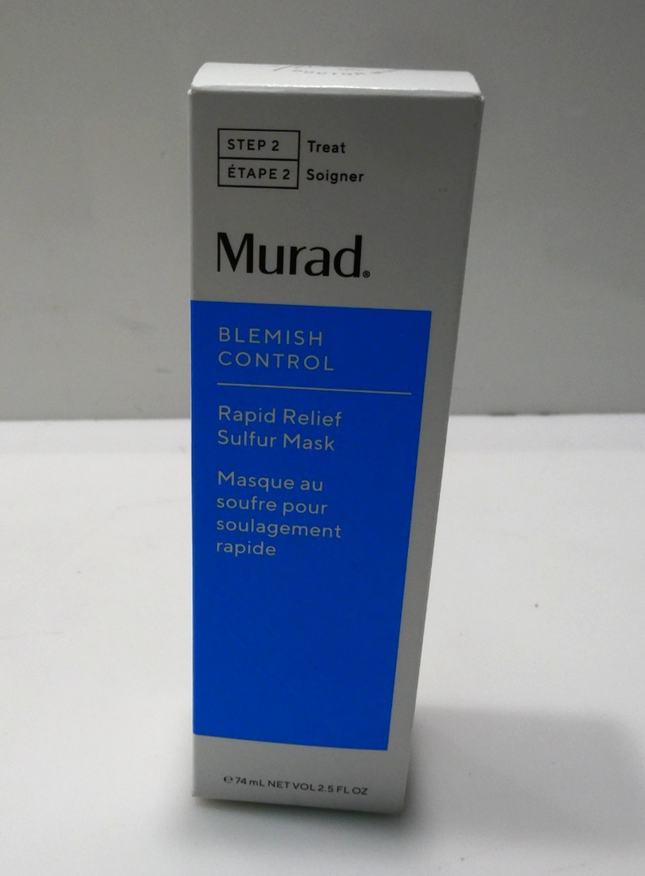 STEP 2 Treat
ÉTAPE 2 Soigner
Murad®
BLEMISH
CONTROL
Rapid Relief
Sulfur Mask
Masque au
soufre pour
soulagement
rapide
℮ 74 mL NET VOL 2.5 FL OZ